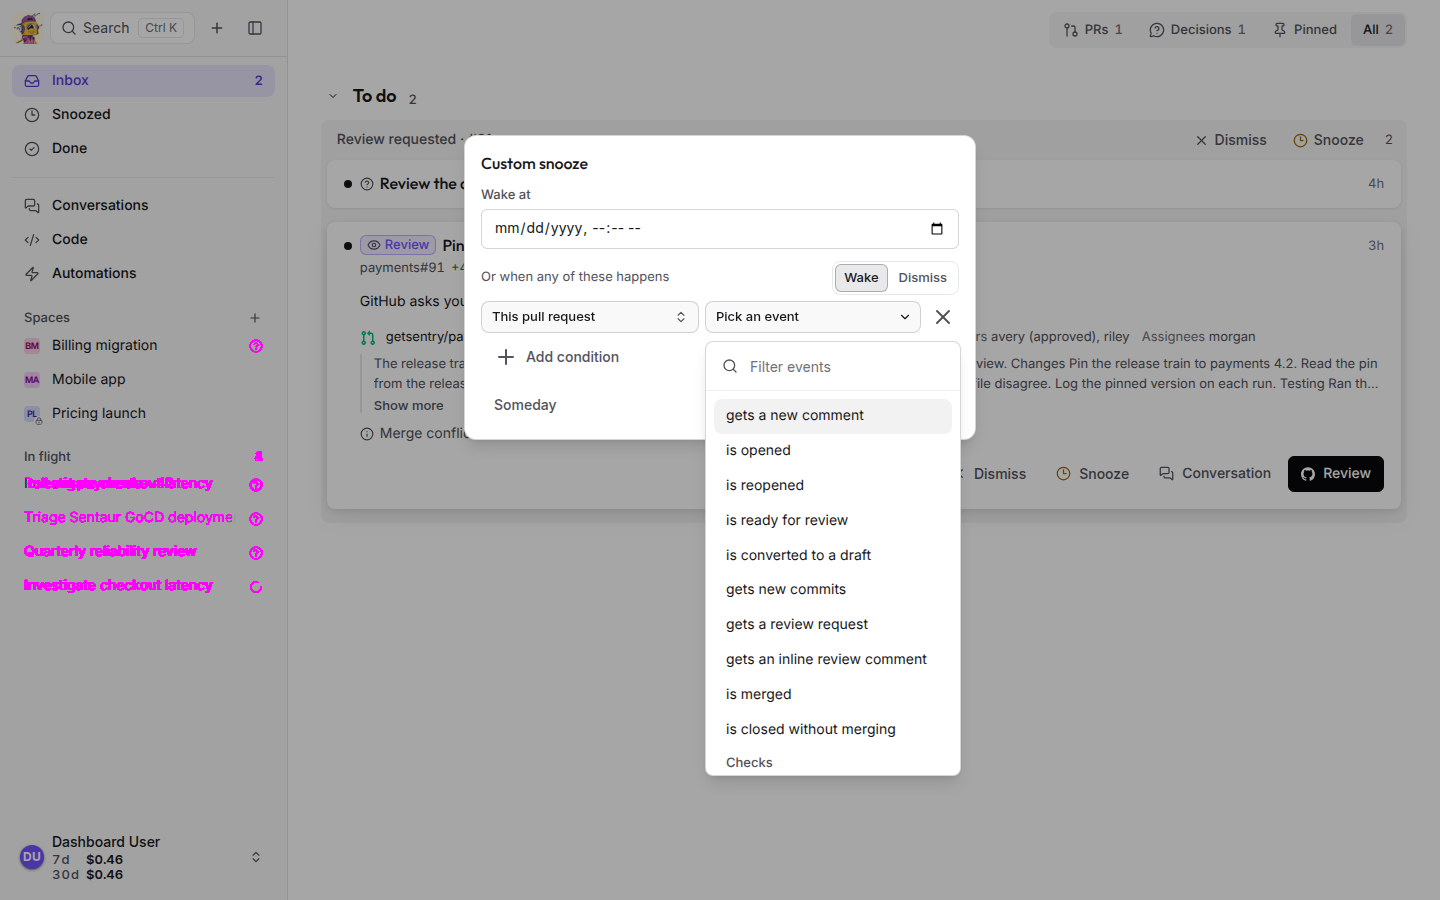 Search Ctrl K
PRs 1
Decisions 1
Pinned
All 2
Inbox 2
Snoozed
Done
Conversations
Code
Automations
Spaces
BM Billing migration
MA Mobile app
PL Pricing launch
In flight
Triage Sentaur GoCD deployme
Quarterly reliability review
Investigate checkout latency
DU Dashboard User
7d $0.46
30d $0.46
To do 2
Review requested ·
Dismiss
Snooze
2
Review the
4h
Review
Pin
3h
payments#91
GitHub asks you
getsentry/pa
avery (approved), riley Assignees morgan
The release tra
view. Changes Pin the release train to payments 4.2. Read the pin
from the releas
file disagree. Log the pinned version on each run. Testing Ran th...
Show more
Merge conflic
Dismiss
Snooze
Conversation
Review
Custom snooze
Wake at
mm/dd/yyyy, --:-- --
Or when any of these happens
Wake
Dismiss
This pull request
Pick an event
Add condition
Someday
Filter events
gets a new comment
is opened
is reopened
is ready for review
is converted to a draft
gets new commits
gets a review request
gets an inline review comment
is merged
is closed without merging
Checks